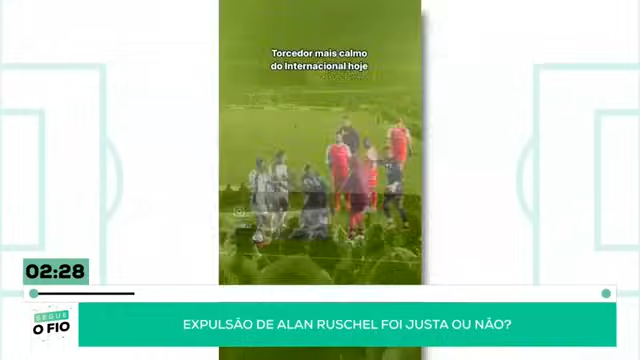 Torcedor mais calmo
do Internacional hoje
02:28
SEGUE
O FIO
EXPULSÃO DE ALAN RUSCHEL FOI JUSTA OU NÃO?